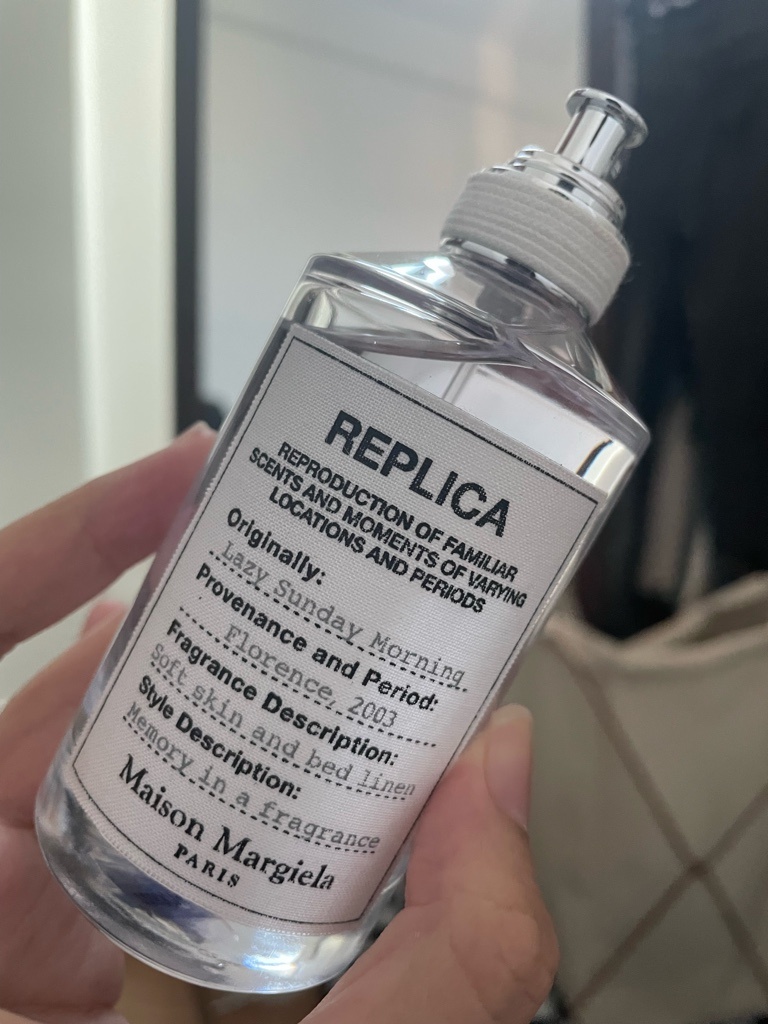 REPLICA
REPRODUCTION OF FAMILIAR
SCENTS AND MOMENTS OF VARYING
LOCATIONS AND PERIODS
Originally:
Lazy Sunday Morning
Provenance and Period:
Florence, 2003
Fragrance Description:
Soft skin and bed linen
Style Description:
Memory in a fragrance
Maison Margiela
PARIS